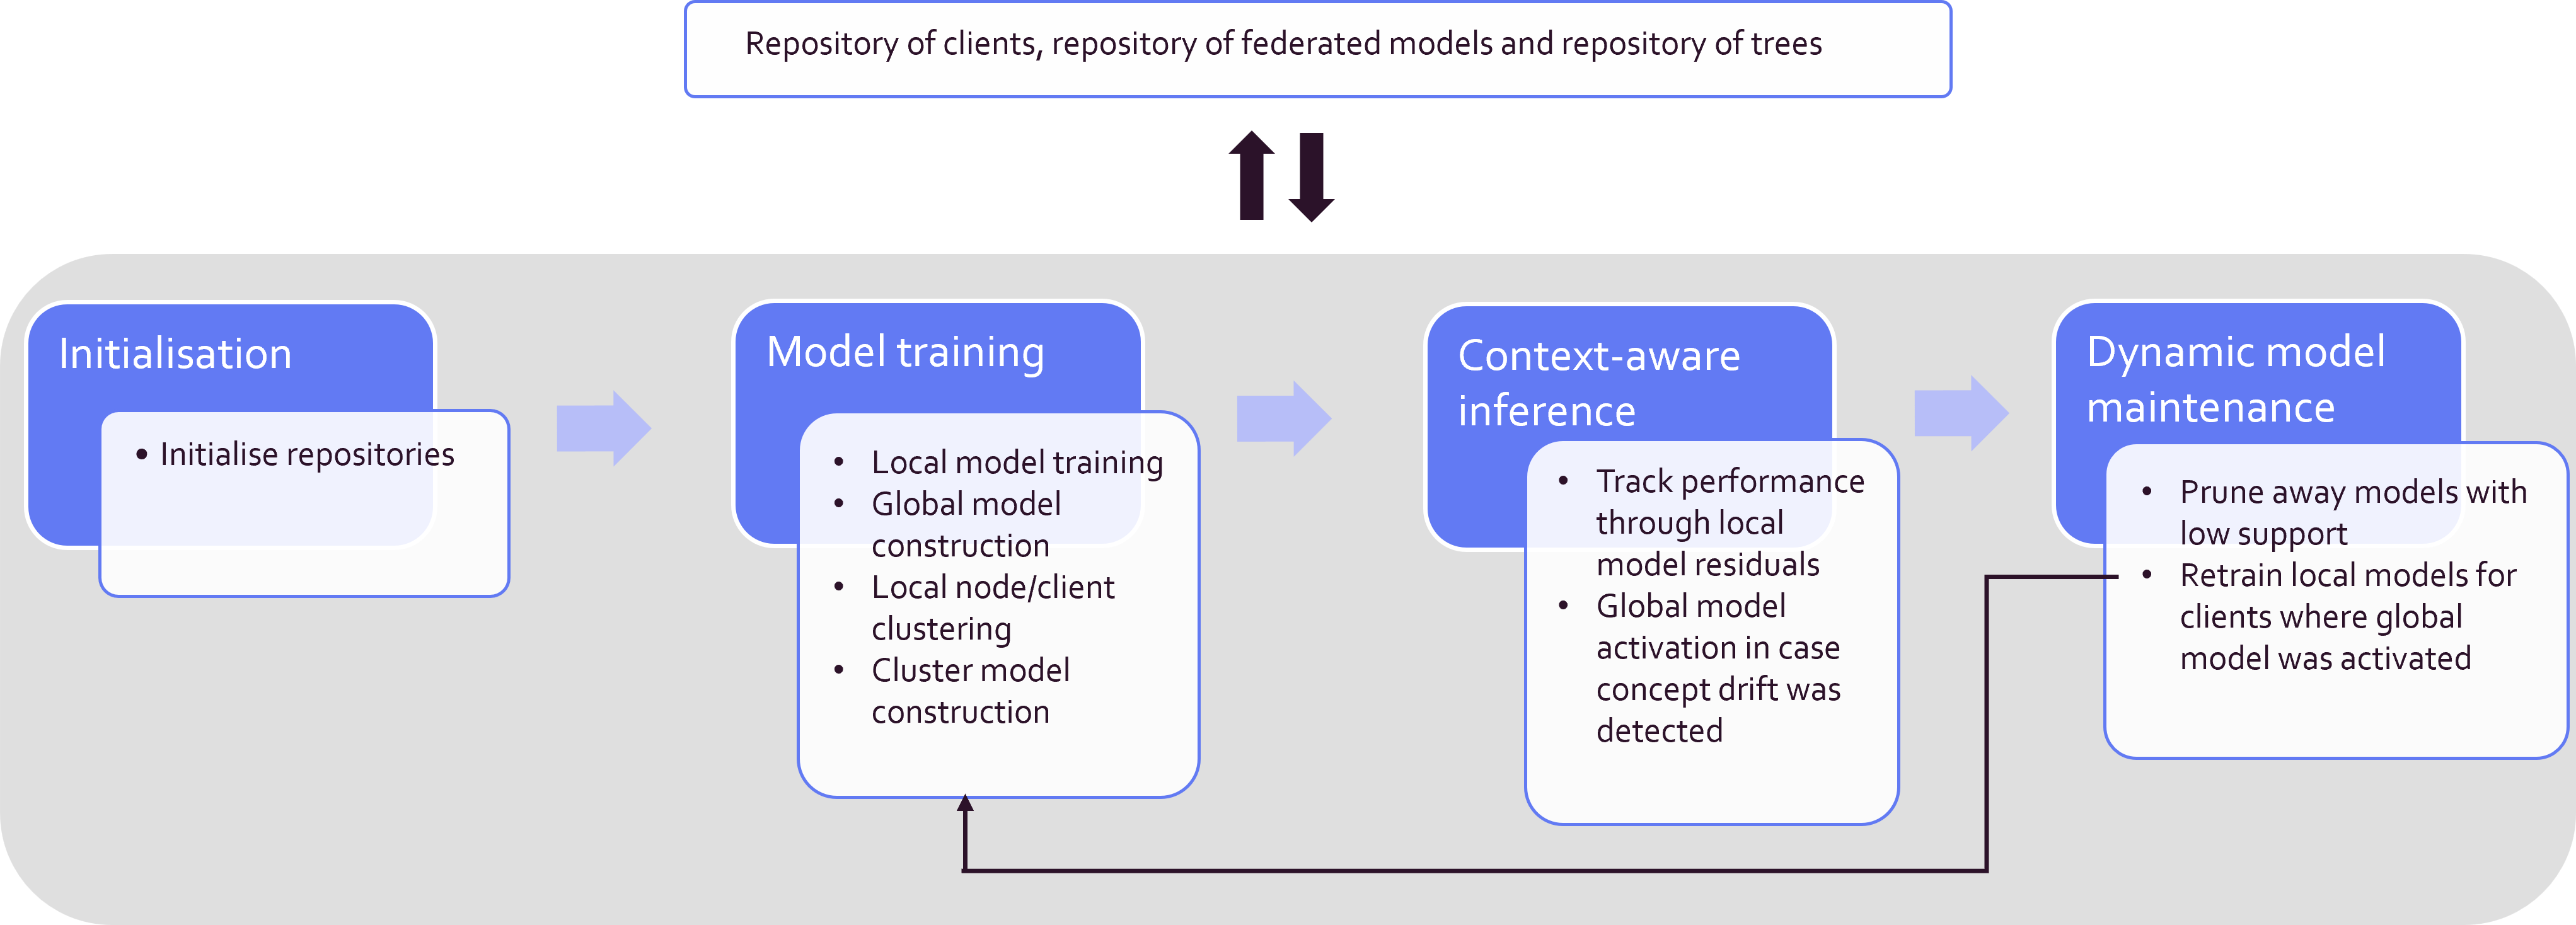 Repository of clients, repository of federated models and repository of trees
Initialisation
• Initialise repositories
Model training
• Local model training
• Global model
construction
• Local node/client
clustering
• Cluster model
construction
Context-aware
inference
• Track performance
through local
model residuals
• Global model
activation in case
concept drift was
detected
Dynamic model
maintenance
• Prune away models with
low support
• Retrain local models for
clients where global
model was activated